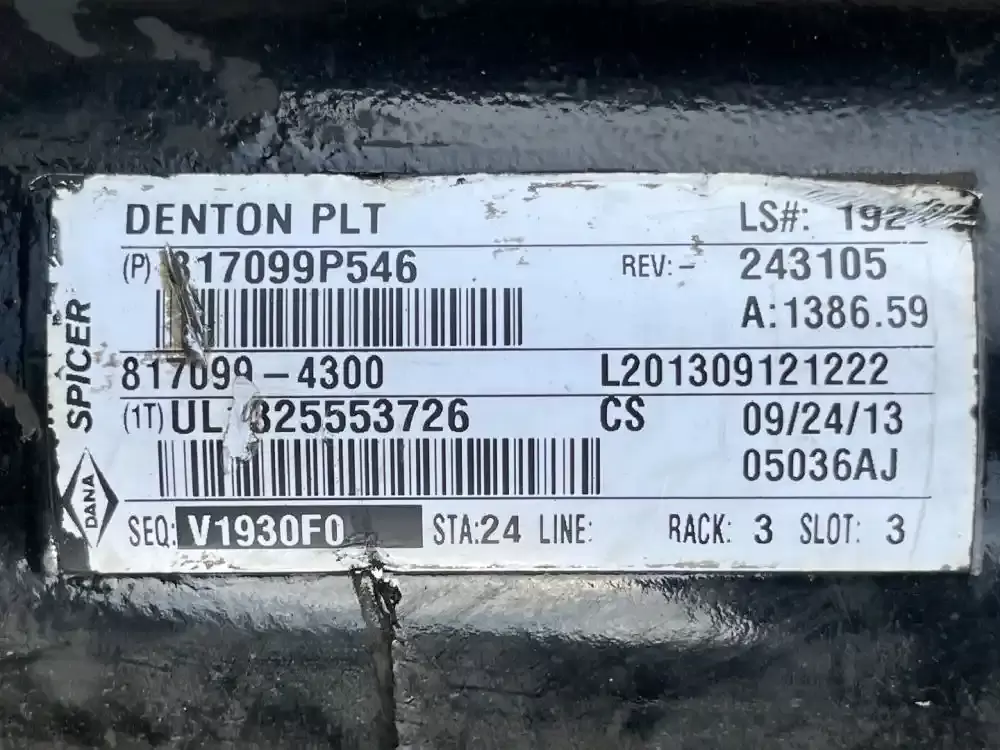 DENTON PLT LS#: 192
(P) 817099P546 REV: – 243105
A:1386.59
817099-4300 L201309121222
(1T) UL 825553726 CS 09/24/13
05036AJ
SEQ: V1930F0 STA:24 LINE: RACK: 3 SLOT: 3
SPICER
DANA